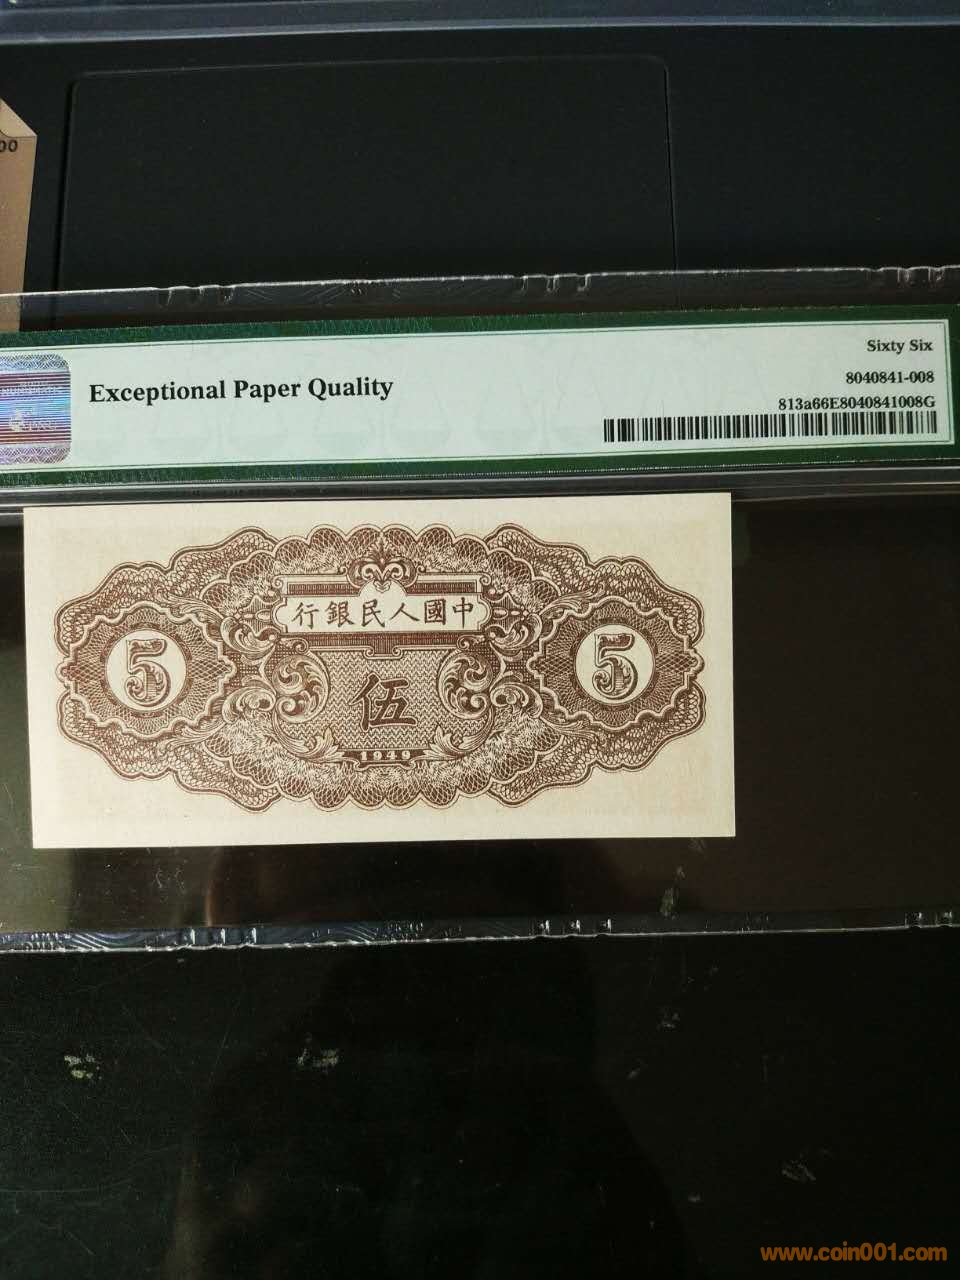 00
Sixty Six
Exceptional Paper Quality
8040841-008
813a66E8040841008G
行銀民人國中
5
5
伍
1949
www.coin001.com